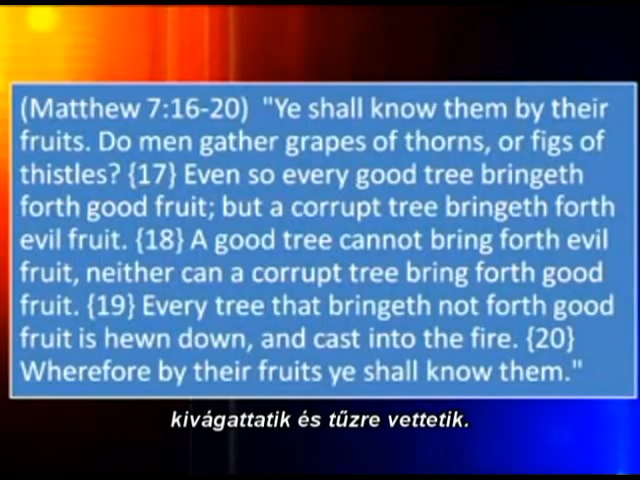 (Matthew 7:16-20)  "Ye shall know them by their
fruits. Do men gather grapes of thorns, or figs of
thistles? {17} Even so every good tree bringeth
forth good fruit; but a corrupt tree bringeth forth
evil fruit. {18} A good tree cannot bring forth evil
fruit, neither can a corrupt tree bring forth good
fruit. {19} Every tree that bringeth not forth good
fruit is hewn down, and cast into the fire. {20}
Wherefore by their fruits ye shall know them."
kivágattatik és tűzre vettetik.